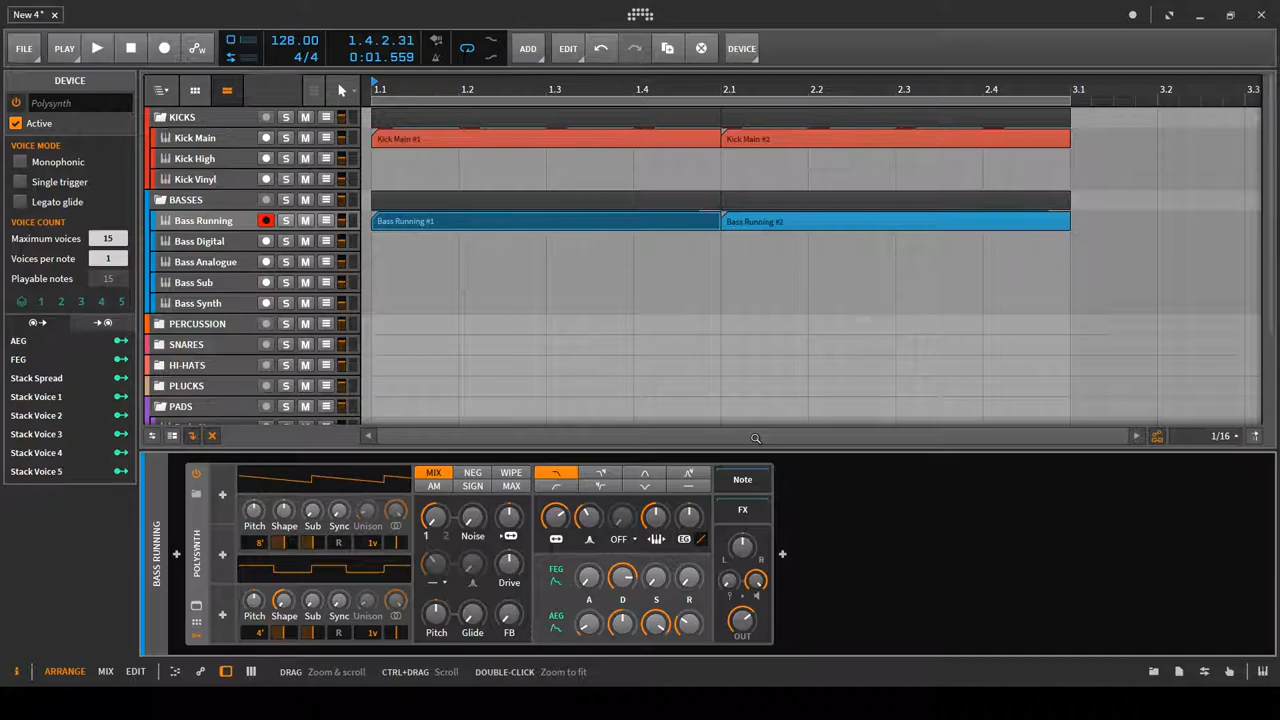 New 4*
FILE PLAY 128.00 4/4 1.4.2.31 0:01.559 ADD EDIT DEVICE
DEVICE
Polysynth
Active
VOICE MODE
Monophonic
Single trigger
Legato glide
VOICE COUNT
Maximum voices 15
Voices per note 1
Playable notes 15
1 2 3 4 5
AEG
FEG
Stack Spread
Stack Voice 1
Stack Voice 2
Stack Voice 3
Stack Voice 4
Stack Voice 5
1.1 1.2 1.3 1.4 2.1 2.2 2.3 2.4 3.1 3.2 3.3
KICKS S M
Kick Main S M Kick Main #1 Kick Main #2
Kick High S M
Kick Vinyl S M
BASSES S M
Bass Running S M Bass Running #1 Bass Running #2
Bass Digital S M
Bass Analogue S M
Bass Sub S M
Bass Synth S M
PERCUSSION S M
SNARES S M
HI-HATS S M
PLUCKS S M
PADS S M
1/16
BASS RUNNING
POLYSYNTH
Pitch Shape Sub Sync Unison
8' R 1v
Pitch Shape Sub Sync Unison
4' R 1v
MIX NEG WIPE
AM SIGN MAX
1 2 Noise
Drive
Pitch Glide FB
OFF EG
FEG
A D S R
AEG
Note
FX
L R
OUT
ARRANGE MIX EDIT DRAG Zoom & scroll CTRL+DRAG Scroll DOUBLE-CLICK Zoom to fit